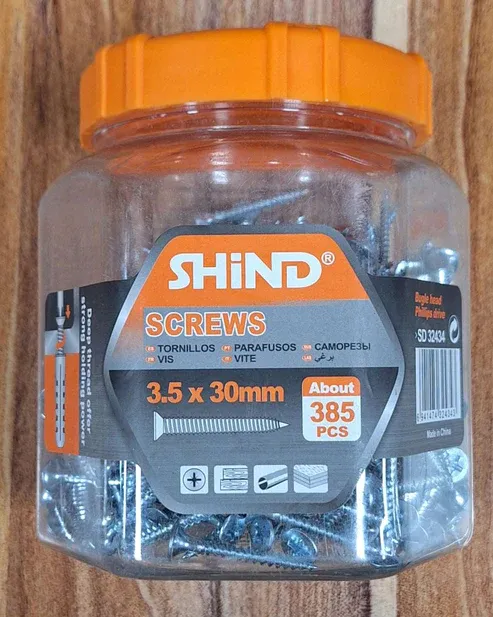 SHiND®
SCREWS
ES TORNILLOS PT PARAFUSOS RU САМОРЕЗЫ
FR VIS IT VITE برغي
3.5 x 30mm
About
385
PCS
Deep thread offer
strong holding power
Bugle head
Phillips drive
SD 32434
Made in China